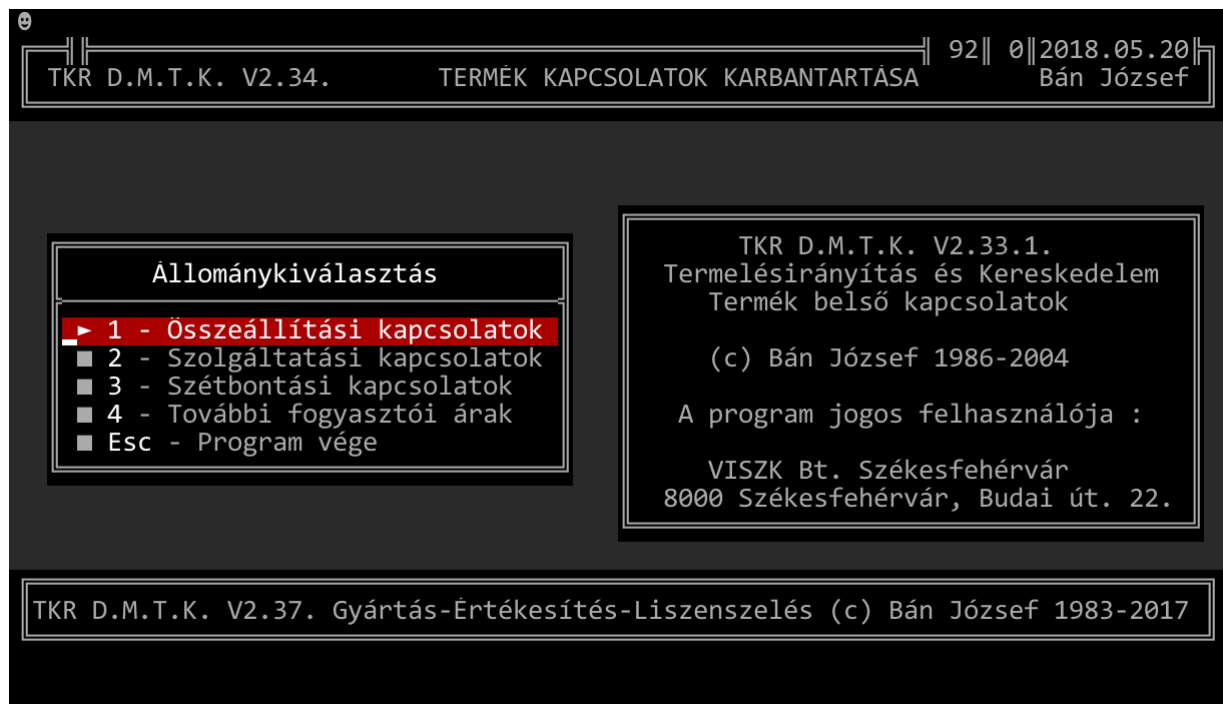 92 0 2018.05.20
TKR D.M.T.K. V2.34. TERMÉK KAPCSOLATOK KARBANTARTÁSA Bán József
Állománykiválasztás
► 1 - Összeállítási kapcsolatok
■ 2 - Szolgáltatási kapcsolatok
■ 3 - Szétbontási kapcsolatok
■ 4 - További fogyasztói árak
■ Esc - Program vége
TKR D.M.T.K. V2.33.1.
Termelésirányítás és Kereskedelem
Termék belső kapcsolatok
(c) Bán József 1986-2004
A program jogos felhasználója :
VISZK Bt. Székesfehérvár
8000 Székesfehérvár, Budai út. 22.
TKR D.M.T.K. V2.37. Gyártás-Értékesítés-Liszenszelés (c) Bán József 1983-2017